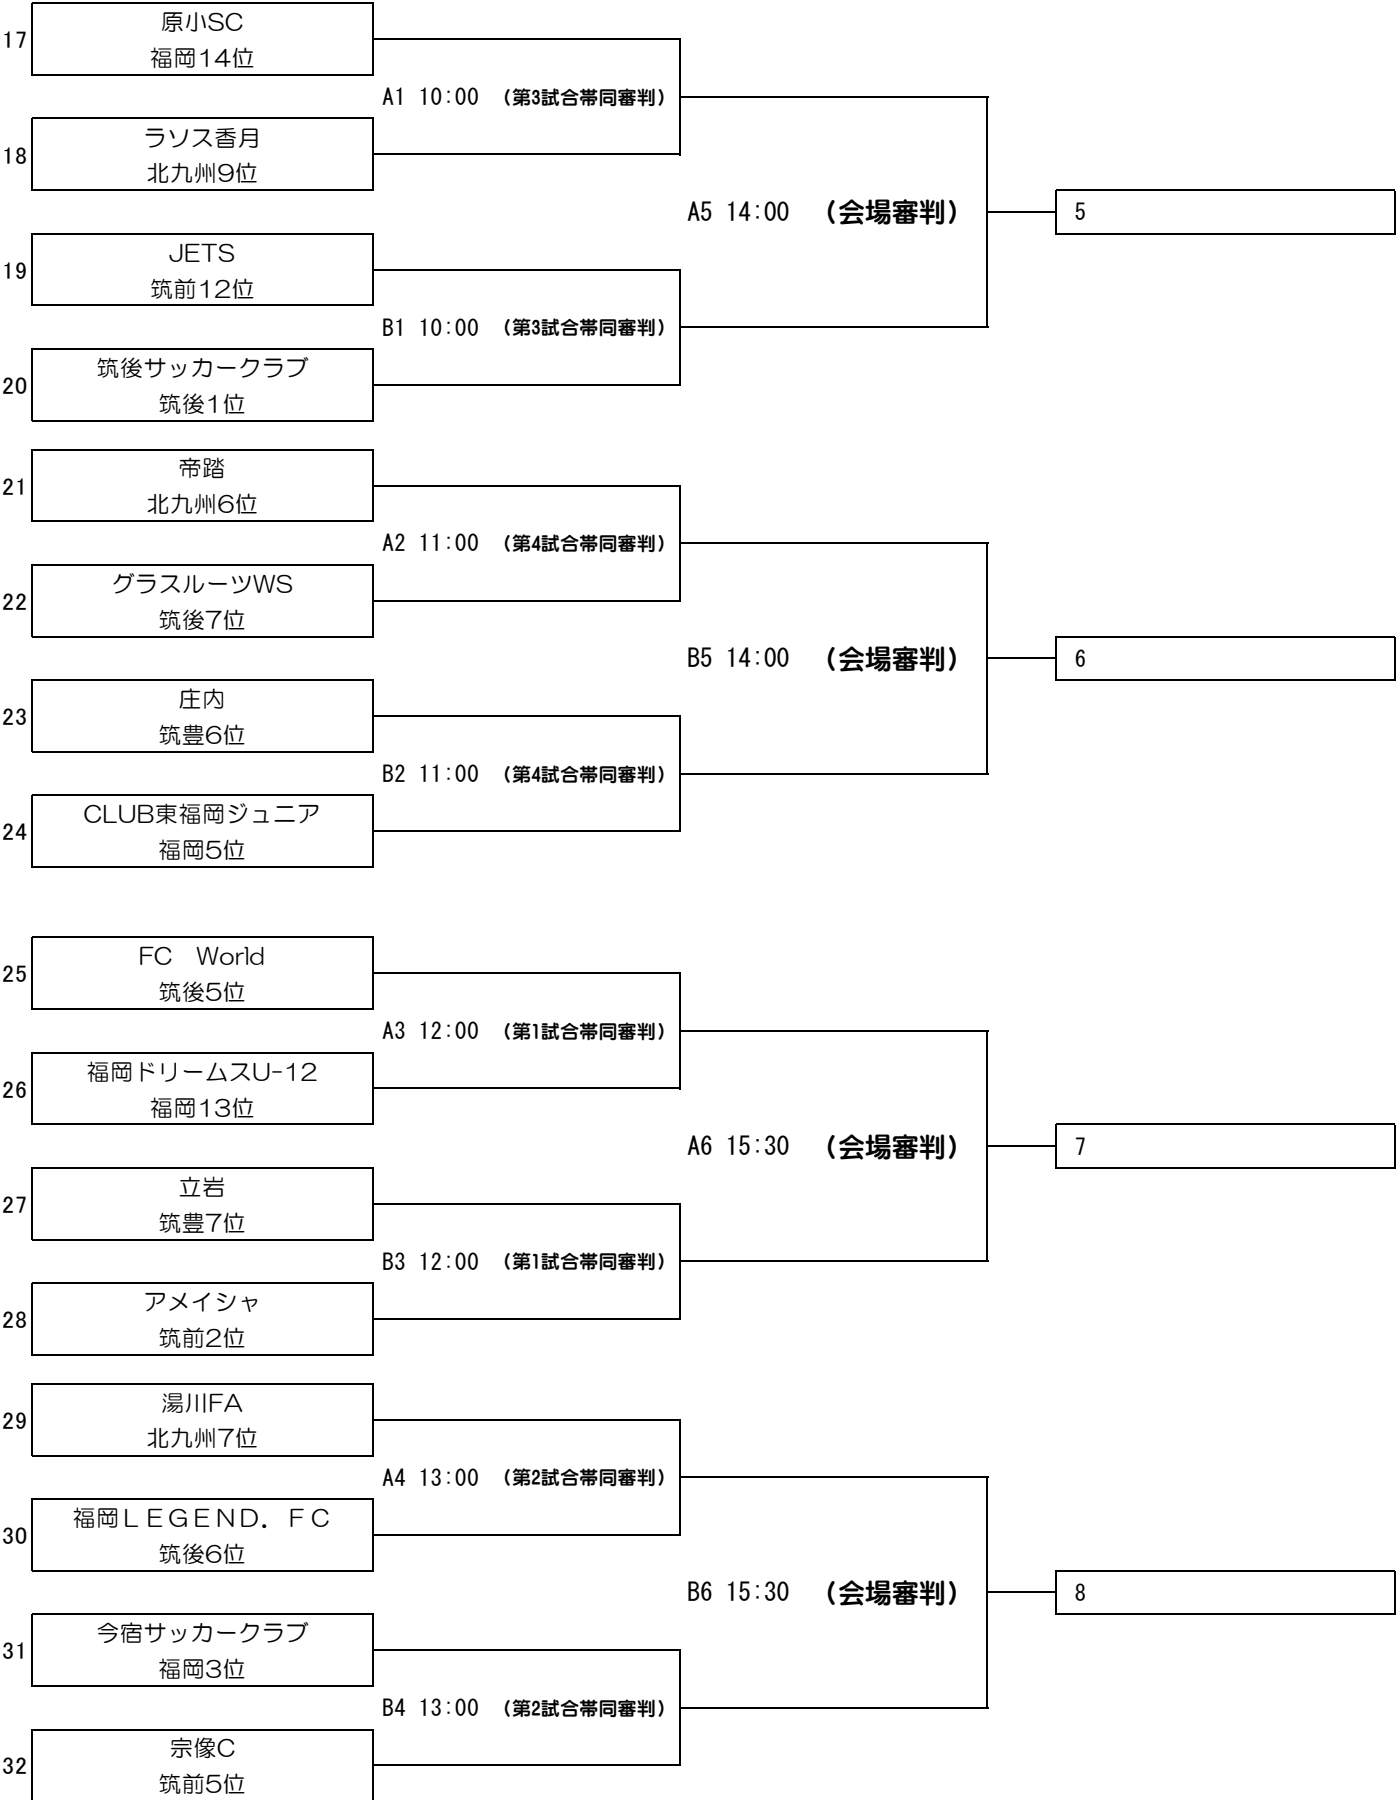 17
原小SC
福岡14位
A1 10:00 （第3試合帯同審判）
18
ラソス香月
北九州9位
A5 14:00 （会場審判）
5
19
JETS
筑前12位
B1 10:00 （第3試合帯同審判）
20
筑後サッカークラブ
筑後1位
21
帝踏
北九州6位
A2 11:00 （第4試合帯同審判）
22
グラスルーツWS
筑後7位
B5 14:00 （会場審判）
6
23
庄内
筑豊6位
B2 11:00 （第4試合帯同審判）
24
CLUB東福岡ジュニア
福岡5位
25
FC　World
筑後5位
A3 12:00 （第1試合帯同審判）
26
福岡ドリームスU-12
福岡13位
A6 15:30 （会場審判）
7
27
立岩
筑豊7位
B3 12:00 （第1試合帯同審判）
28
アメイシャ
筑前2位
29
湯川FA
北九州7位
A4 13:00 （第2試合帯同審判）
30
福岡ＬＥＧＥＮＤ．ＦＣ
筑後6位
B6 15:30 （会場審判）
8
31
今宿サッカークラブ
福岡3位
B4 13:00 （第2試合帯同審判）
32
宗像C
筑前5位